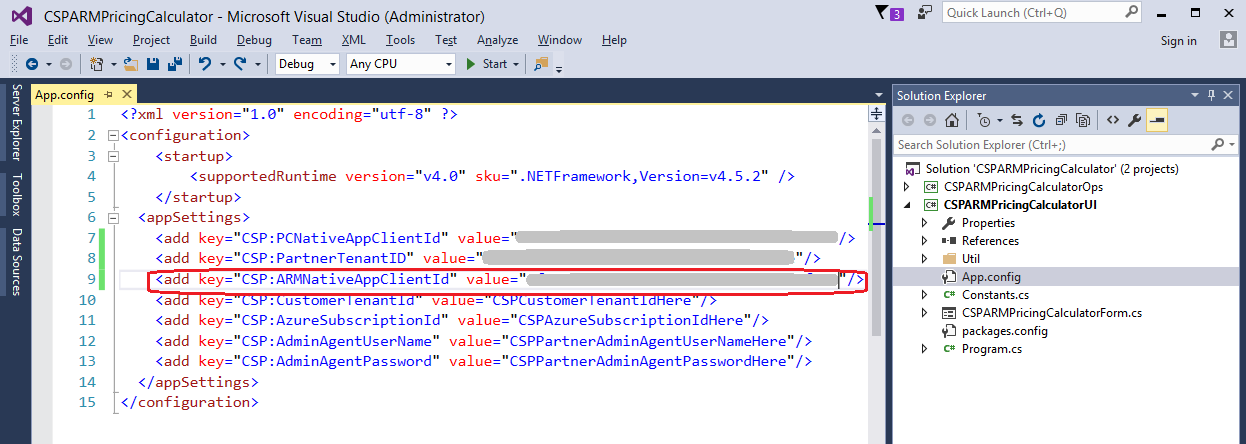 CSPARMPricingCalculator - Microsoft Visual Studio (Administrator)
3
Quick Launch (Ctrl+Q)
File Edit View Project Build Debug Team XML Tools Test Analyze Window Help
Sign in
Debug Any CPU Start
Server Explorer
Toolbox
Data Sources
App.config
1 <?xml version="1.0" encoding="utf-8" ?>
2 <configuration>
3 <startup>
4 <supportedRuntime version="v4.0" sku=".NETFramework,Version=v4.5.2" />
5 </startup>
6 <appSettings>
7 <add key="CSP:PCNativeAppClientId" value="/>
8 <add key="CSP:PartnerTenantID" value=""/>
9 <add key="CSP:ARMNativeAppClientId" value=""/>
10 <add key="CSP:CustomerTenantId" value="CSPCustomerTenantIdHere"/>
11 <add key="CSP:AzureSubscriptionId" value="CSPAzureSubscriptionIdHere"/>
12 <add key="CSP:AdminAgentUserName" value="CSPPartnerAdminAgentUserNameHere"/>
13 <add key="CSP:AdminAgentPassword" value="CSPPartnerAdminAgentPasswordHere"/>
14 </appSettings>
15 </configuration>
Solution Explorer
Search Solution Explorer (Ctrl+;)
Solution 'CSPARMPricingCalculator' (2 projects)
C# CSPARMPricingCalculatorOps
C# CSPARMPricingCalculatorUI
Properties
References
Util
App.config
C# Constants.cs
CSPARMPricingCalculatorForm.cs
packages.config
C# Program.cs